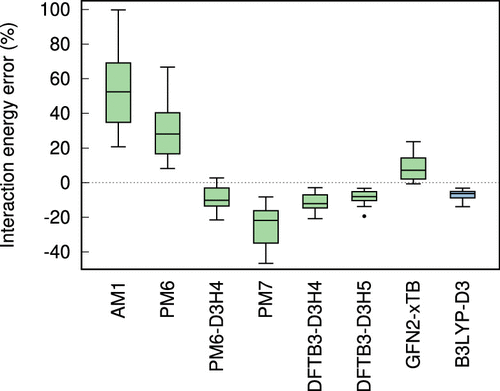 Interaction energy error (%)
100
80
60
40
20
0
-20
-40
AM1
PM6
PM6-D3H4
PM7
DFTB3-D3H4
DFTB3-D3H5
GFN2-xTB
B3LYP-D3